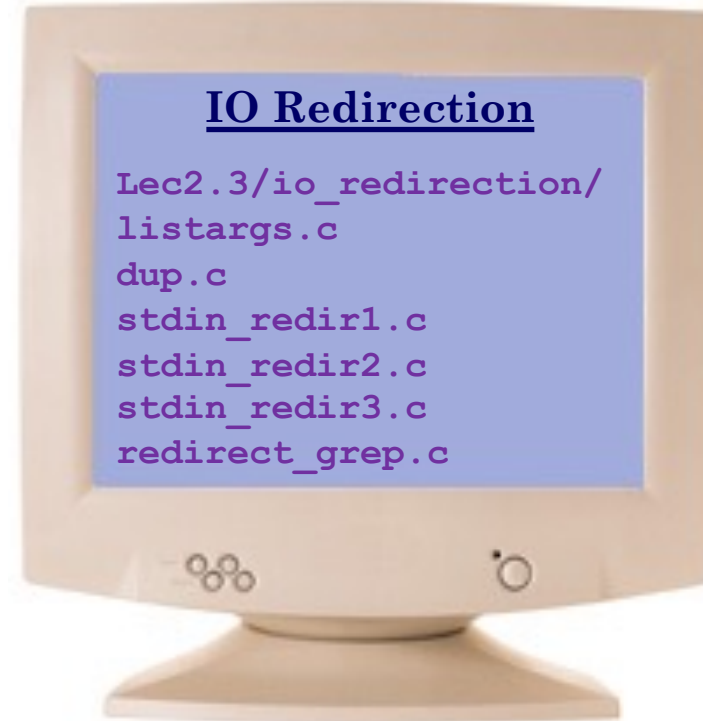 IO Redirection
Lec2.3/io_redirection/
listargs.c
dup.c
stdin_redir1.c
stdin_redir2.c
stdin_redir3.c
redirect_grep.c